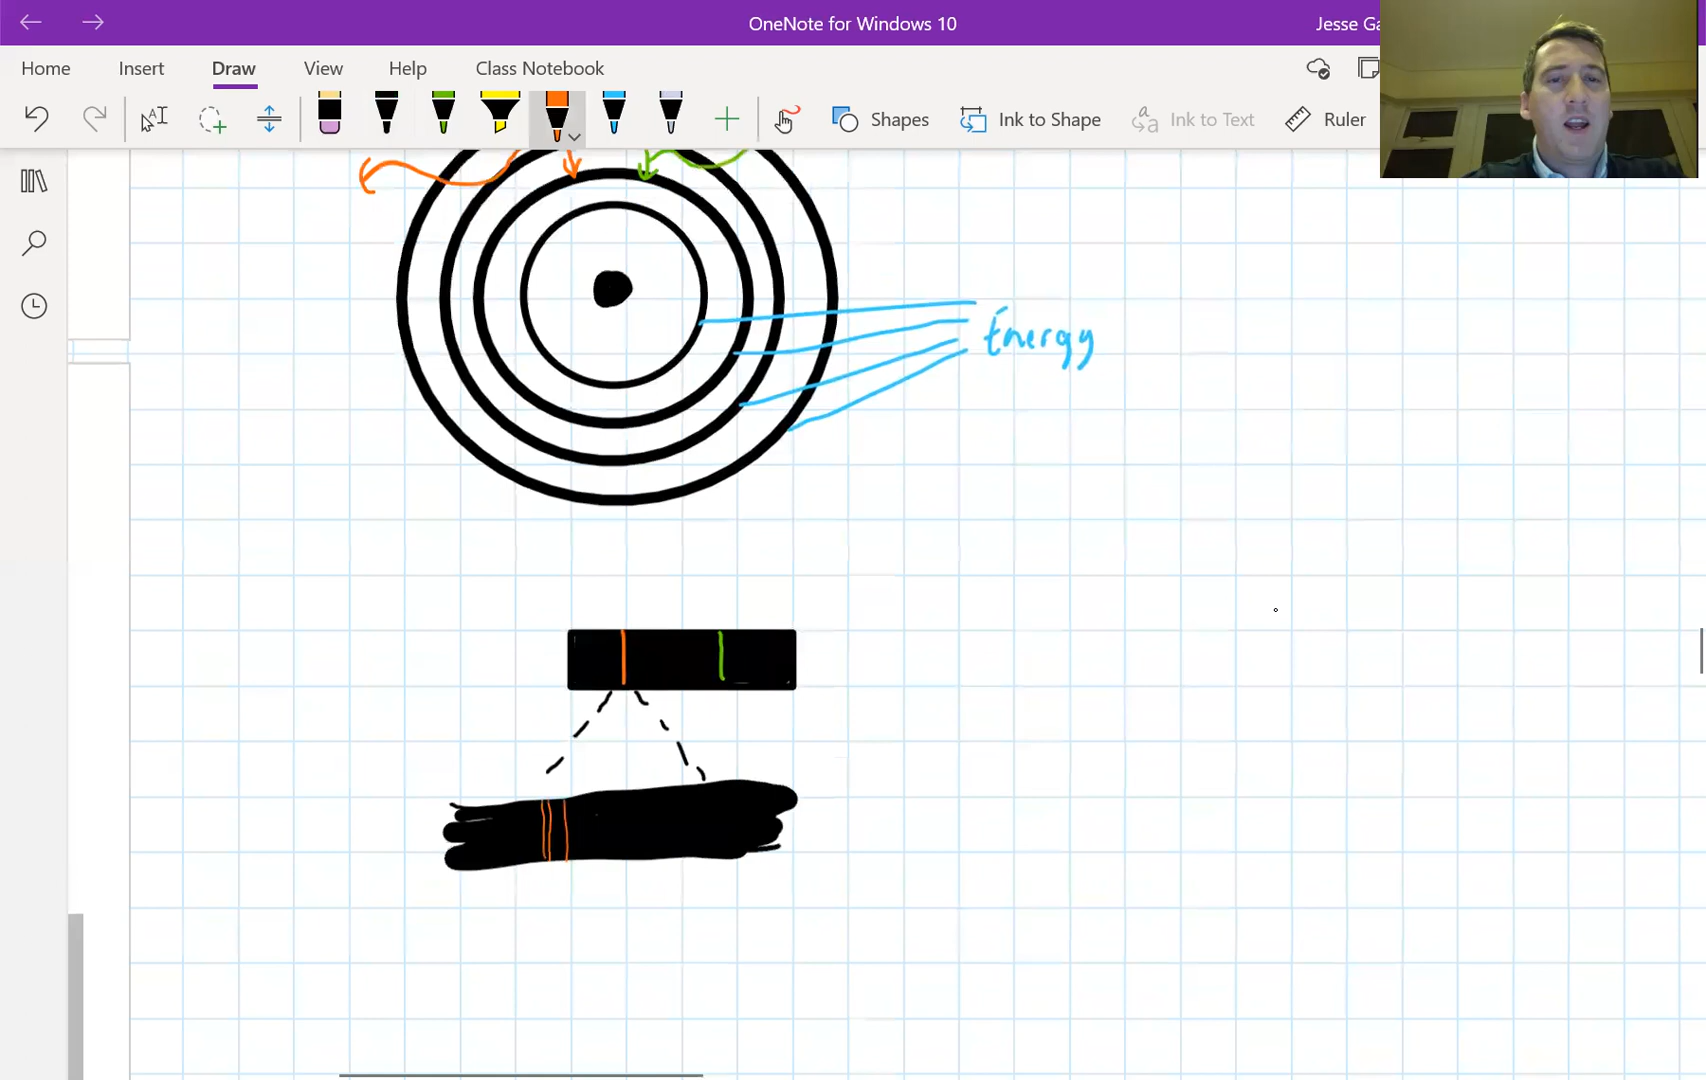 OneNote for Windows 10
Jesse Ga
Home Insert Draw View Help Class Notebook
Shapes Ink to Shape Ink to Text Ruler
Energy